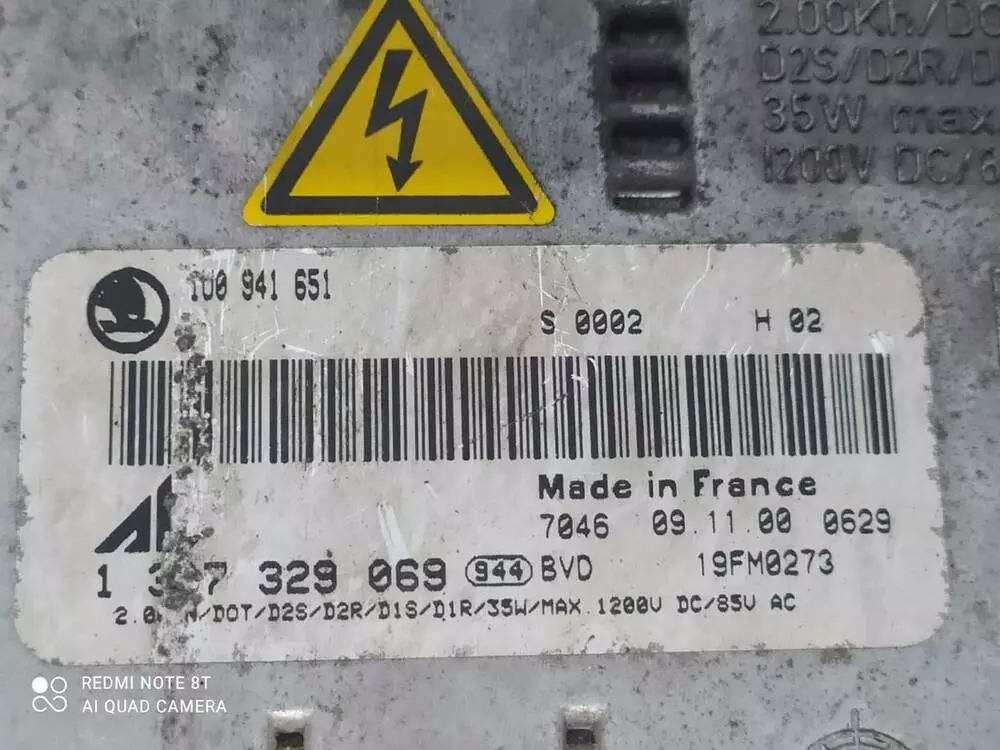 2.00Kh/DO
D2S/D2R/D
35W max
1200V DC/8
1U0 941 651
S 0002 H 02
Made in France
7046 09.11.00 0629
329 069 944 BVD 19FM0273
/DOT/D2S/D2R/D1S/D1R/35W/MAX.1200V DC/85V AC
REDMI NOTE 8T
AI QUAD CAMERA